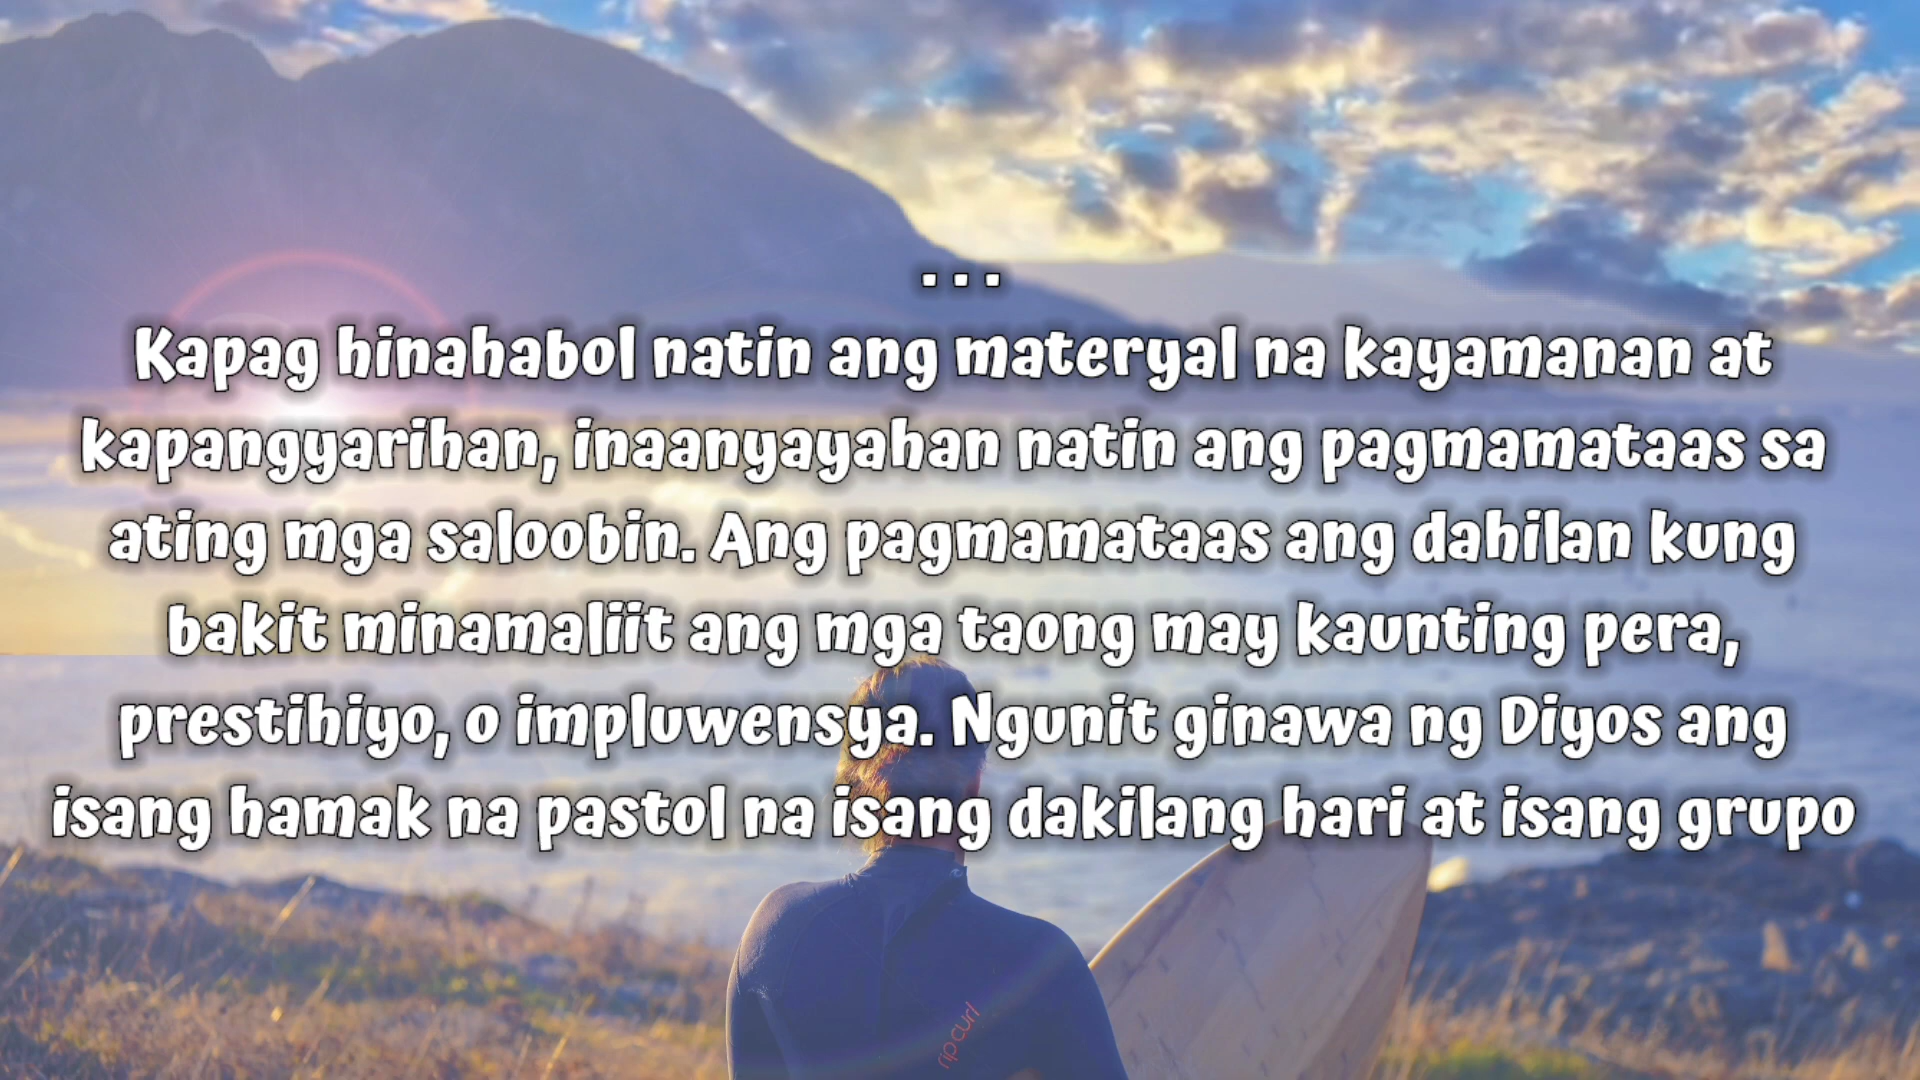 ...
Kapag hinahabol natin ang materyal na kayamanan at
kapangyarihan, inaanyayahan natin ang pagmamataas sa
ating mga saloobin. Ang pagmamataas ang dahilan kung
bakit minamaliit ang mga taong may kaunting pera,
prestihiyo, o impluwensya. Ngunit ginawa ng Diyos ang
isang hamak na pastol na isang dakilang hari at isang grupo
rip curl